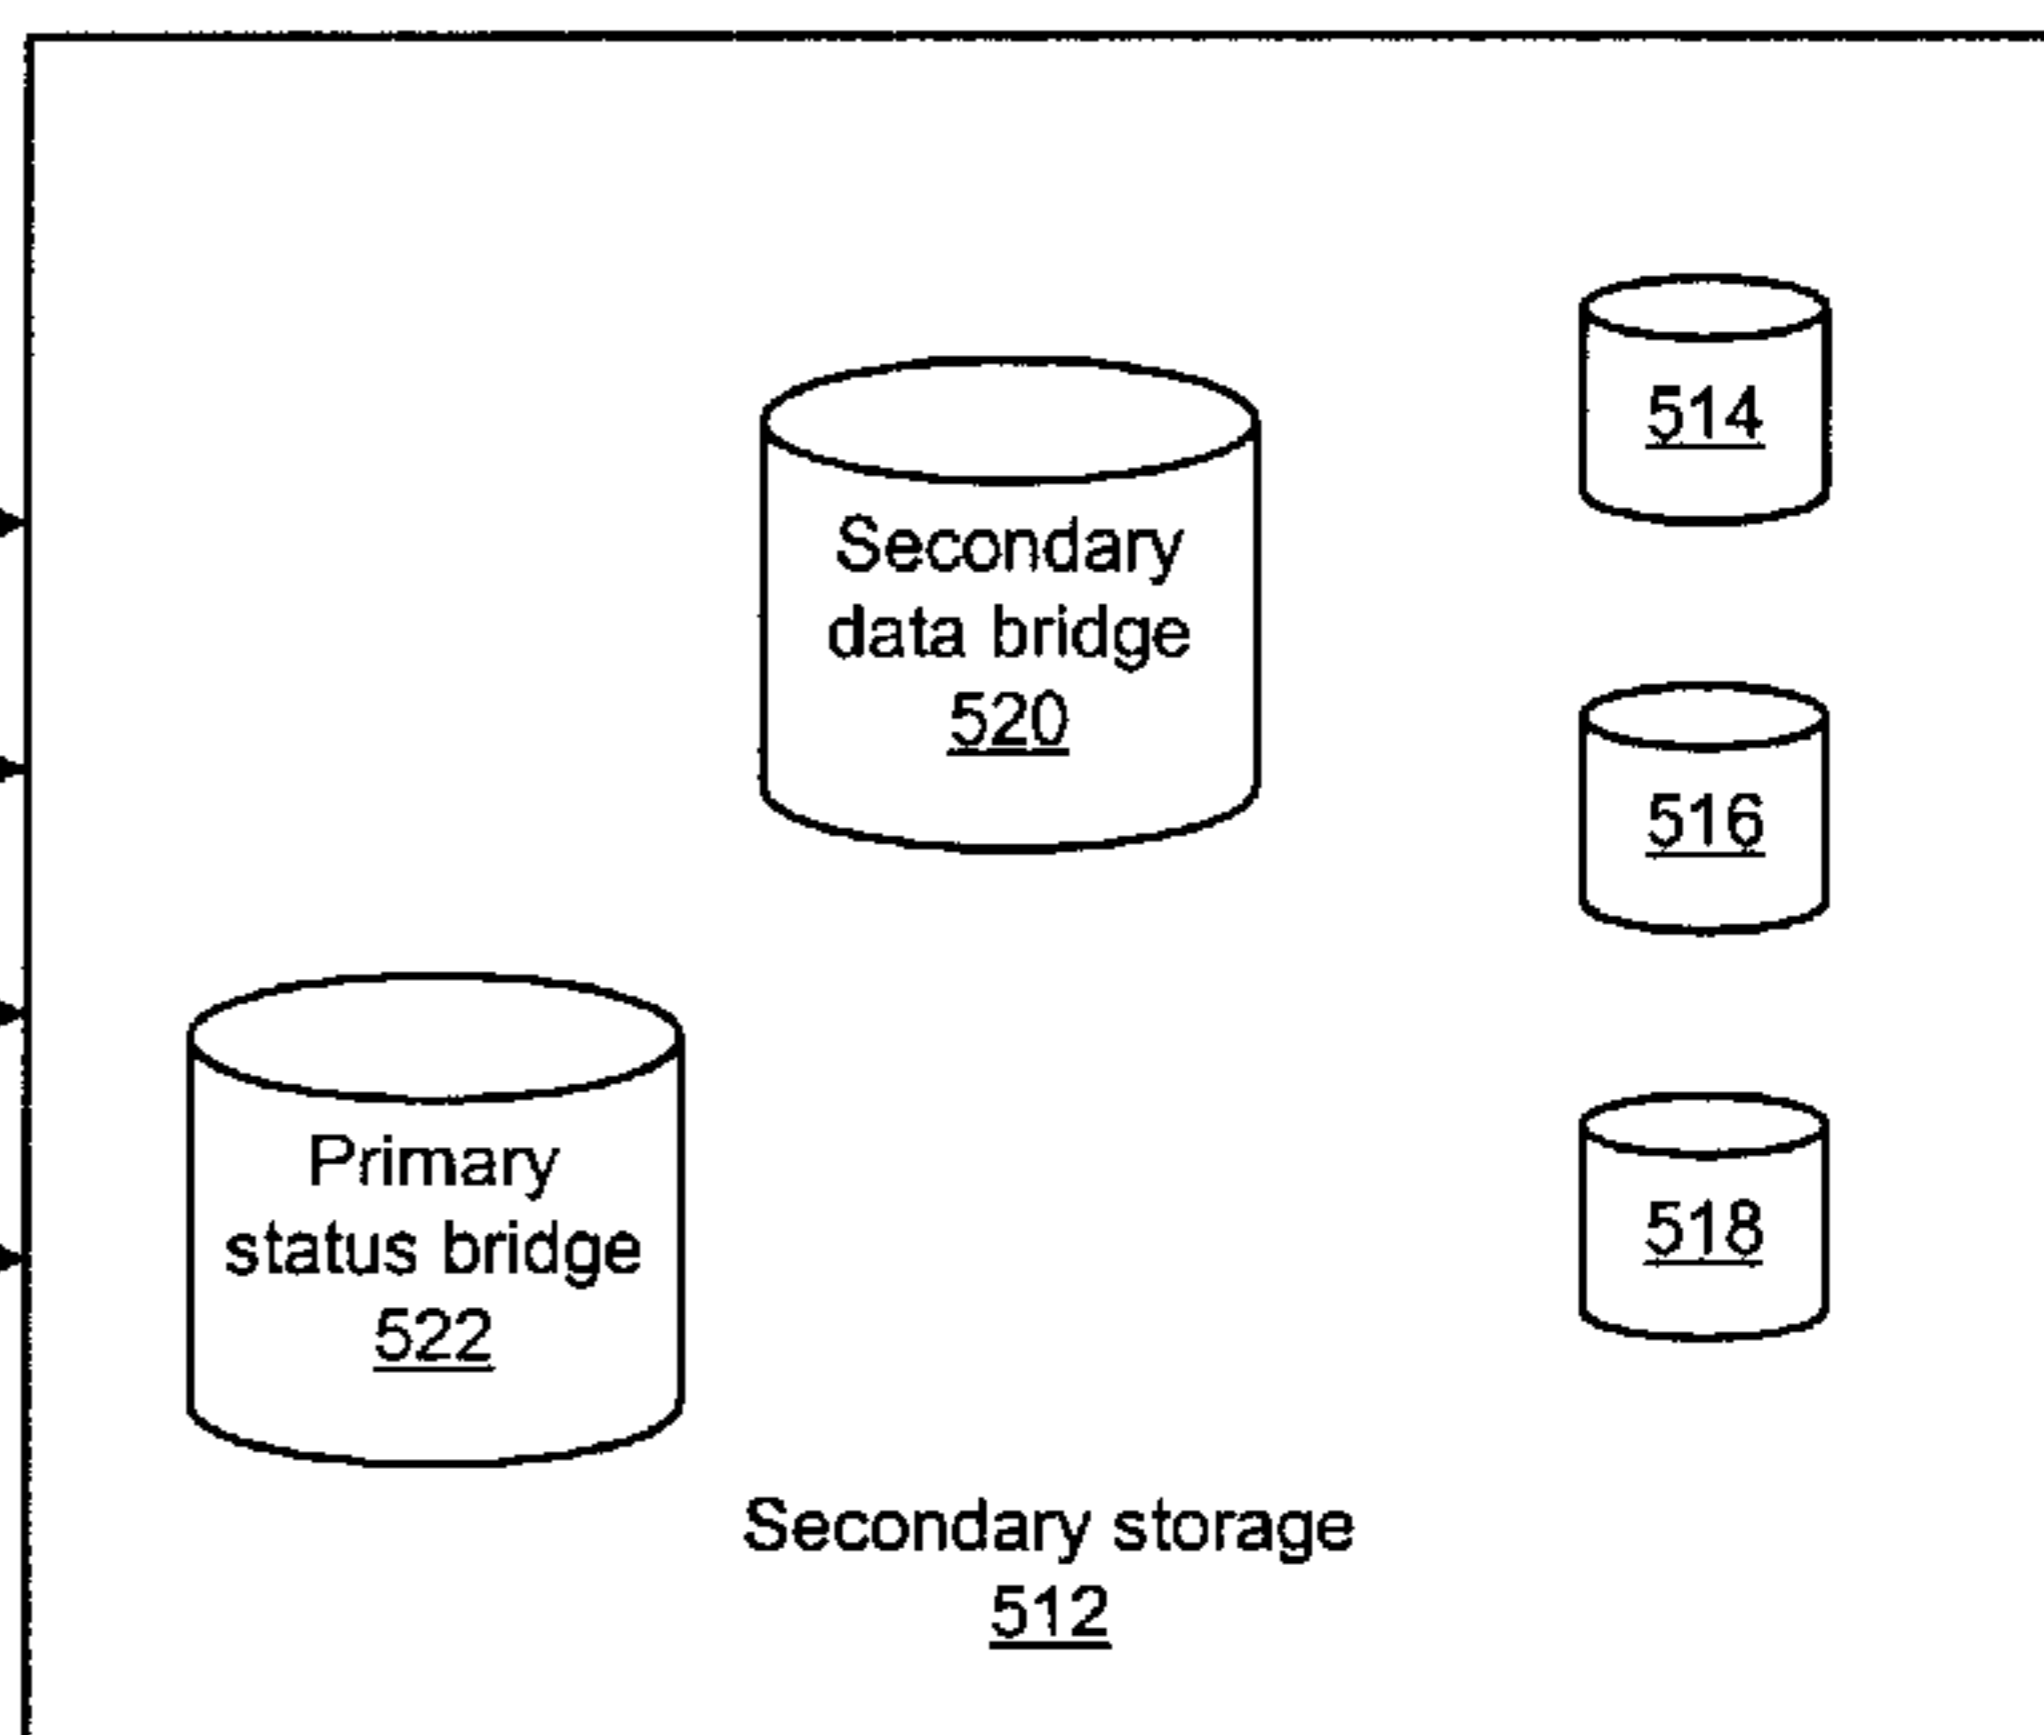 514
Secondary
data bridge
520
516
Primary
status bridge
522
518
Secondary storage
512